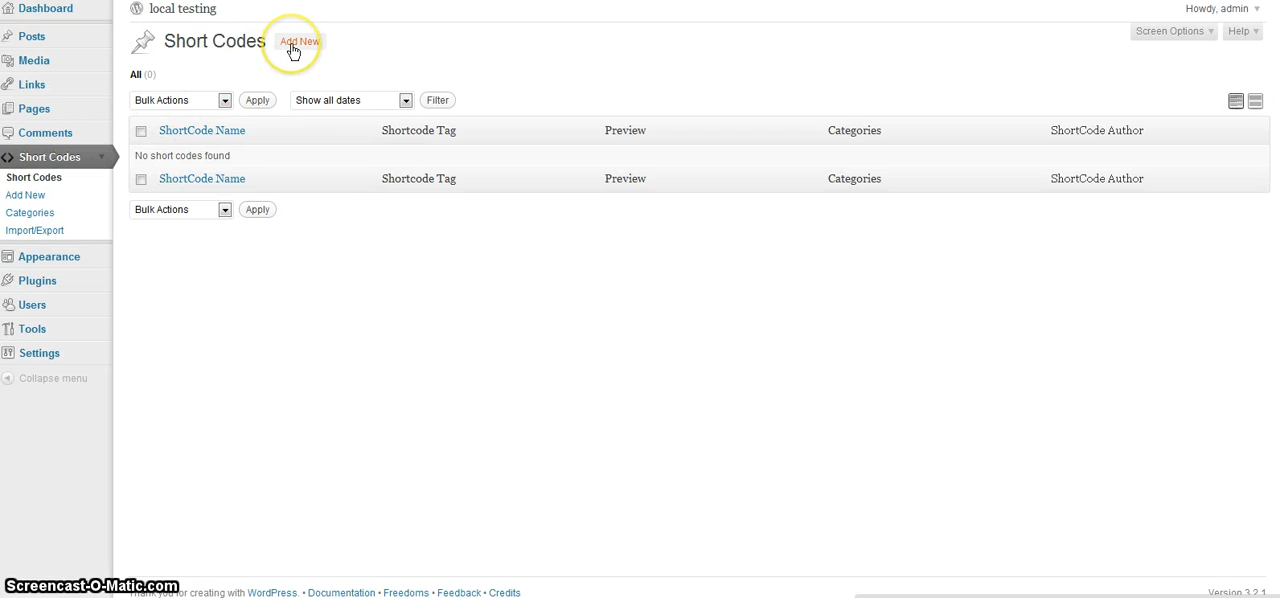 Dashboard
Posts
Media
Links
Pages
Comments
Short Codes
Short Codes
Add New
Categories
Import/Export
Appearance
Plugins
Users
Tools
Settings
Collapse menu
local testing
Howdy, admin
Short Codes
Add New
Screen Options
Help
All (0)
Bulk Actions Apply Show all dates Filter
ShortCode Name Shortcode Tag Preview Categories ShortCode Author
No short codes found
ShortCode Name Shortcode Tag Preview Categories ShortCode Author
Bulk Actions Apply
Screencast-O-Matic.com
Thank you for creating with WordPress. • Documentation • Freedoms • Feedback • Credits
Version 3.2.1